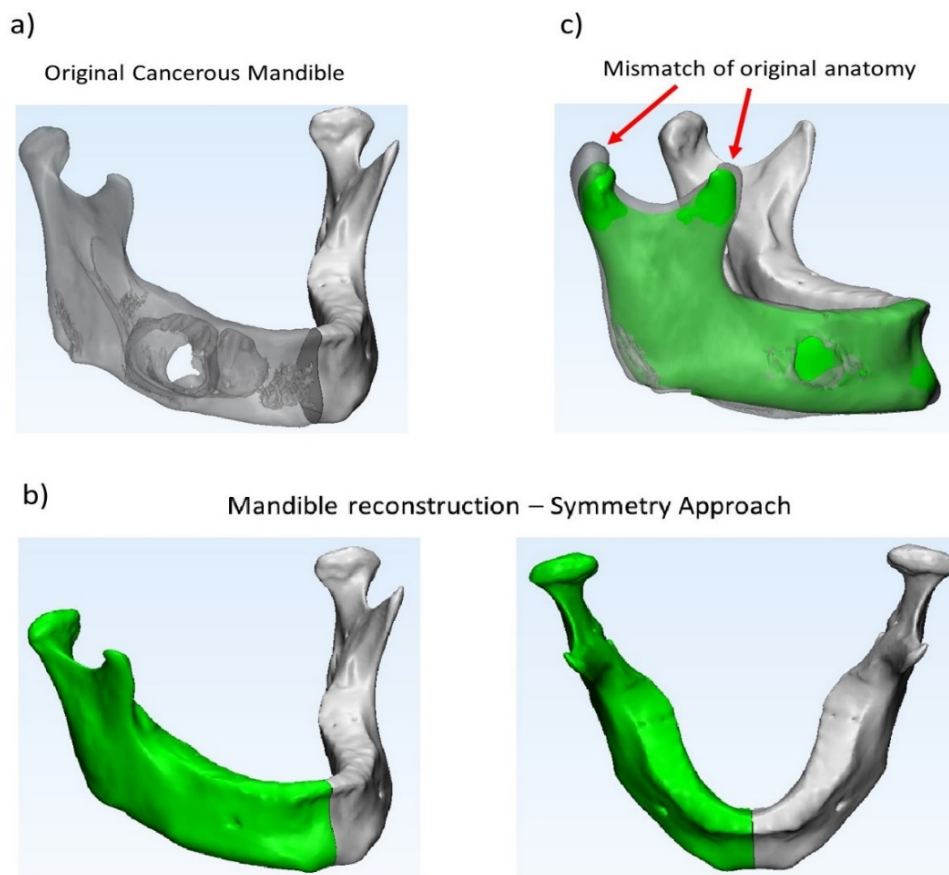 a)
Original Cancerous Mandible
c)
Mismatch of original anatomy
b)
Mandible reconstruction – Symmetry Approach